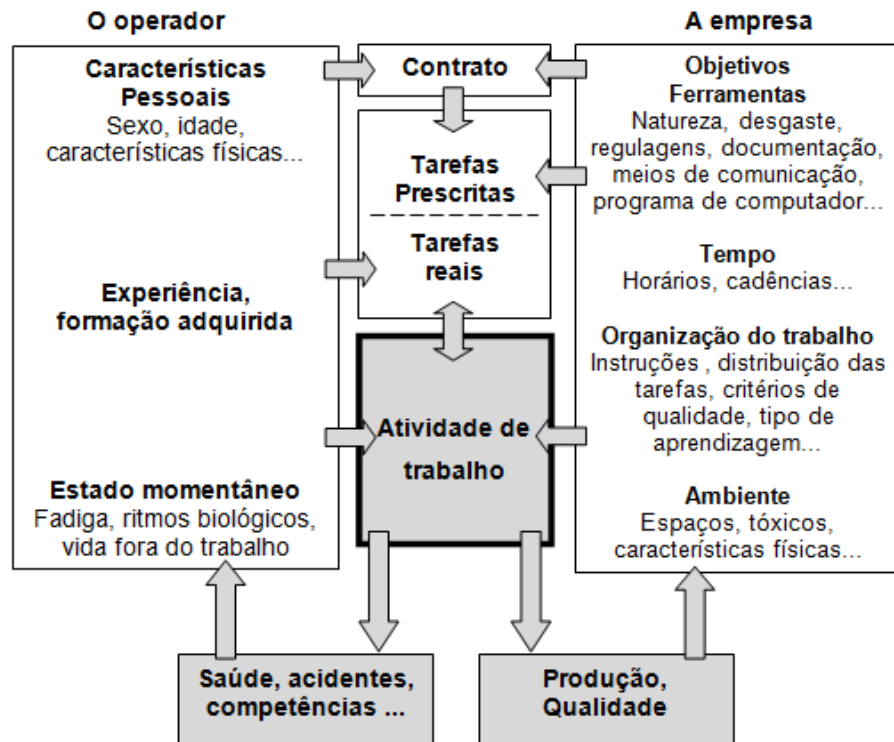 O operador
A empresa
Características
Pessoais
Sexo, idade,
características físicas...
Experiência,
formação adquirida
Estado momentâneo
Fadiga, ritmos biológicos,
vida fora do trabalho
Contrato
Tarefas
Prescritas
Tarefas
reais
Atividade de
trabalho
Objetivos
Ferramentas
Natureza, desgaste,
regulagens, documentação,
meios de comunicação,
programa de computador...
Tempo
Horários, cadências...
Organização do trabalho
Instruções , distribuição das
tarefas, critérios de
qualidade, tipo de
aprendizagem...
Ambiente
Espaços, tóxicos,
características físicas...
Saúde, acidentes,
competências ...
Produção,
Qualidade